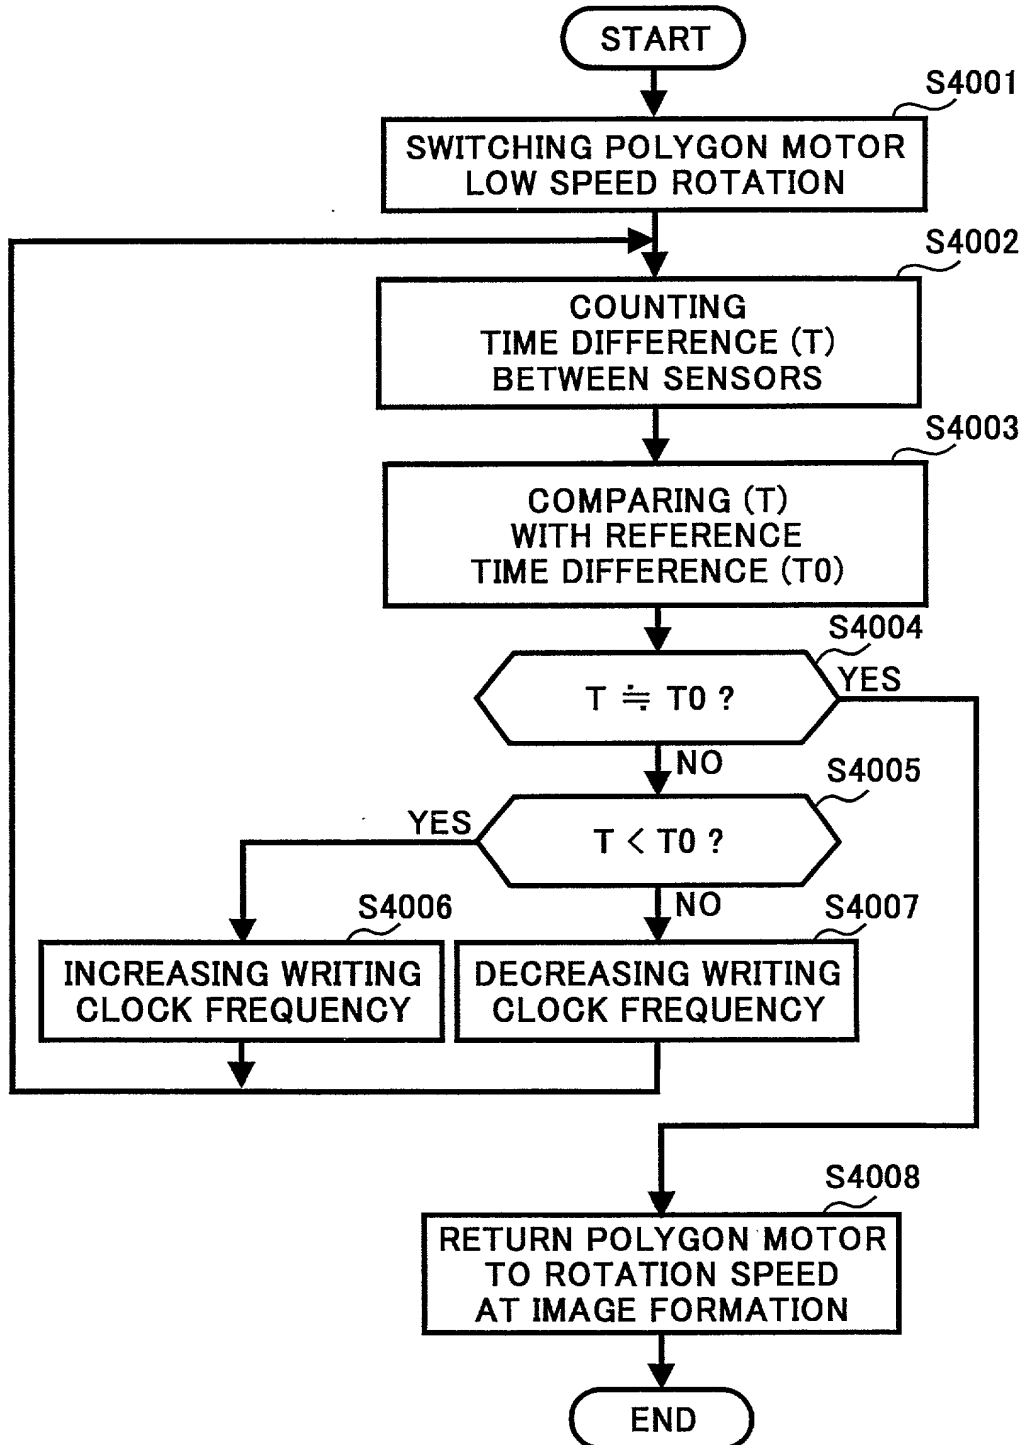 START
S4001
SWITCHING POLYGON MOTOR
LOW SPEED ROTATION
S4002
COUNTING
TIME DIFFERENCE (T)
BETWEEN SENSORS
S4003
COMPARING (T)
WITH REFERENCE
TIME DIFFERENCE (T0)
S4004
T ≒ T0 ?
YES
NO
S4005
T < T0 ?
YES
NO
S4006
INCREASING WRITING
CLOCK FREQUENCY
S4007
DECREASING WRITING
CLOCK FREQUENCY
S4008
RETURN POLYGON MOTOR
TO ROTATION SPEED
AT IMAGE FORMATION
END